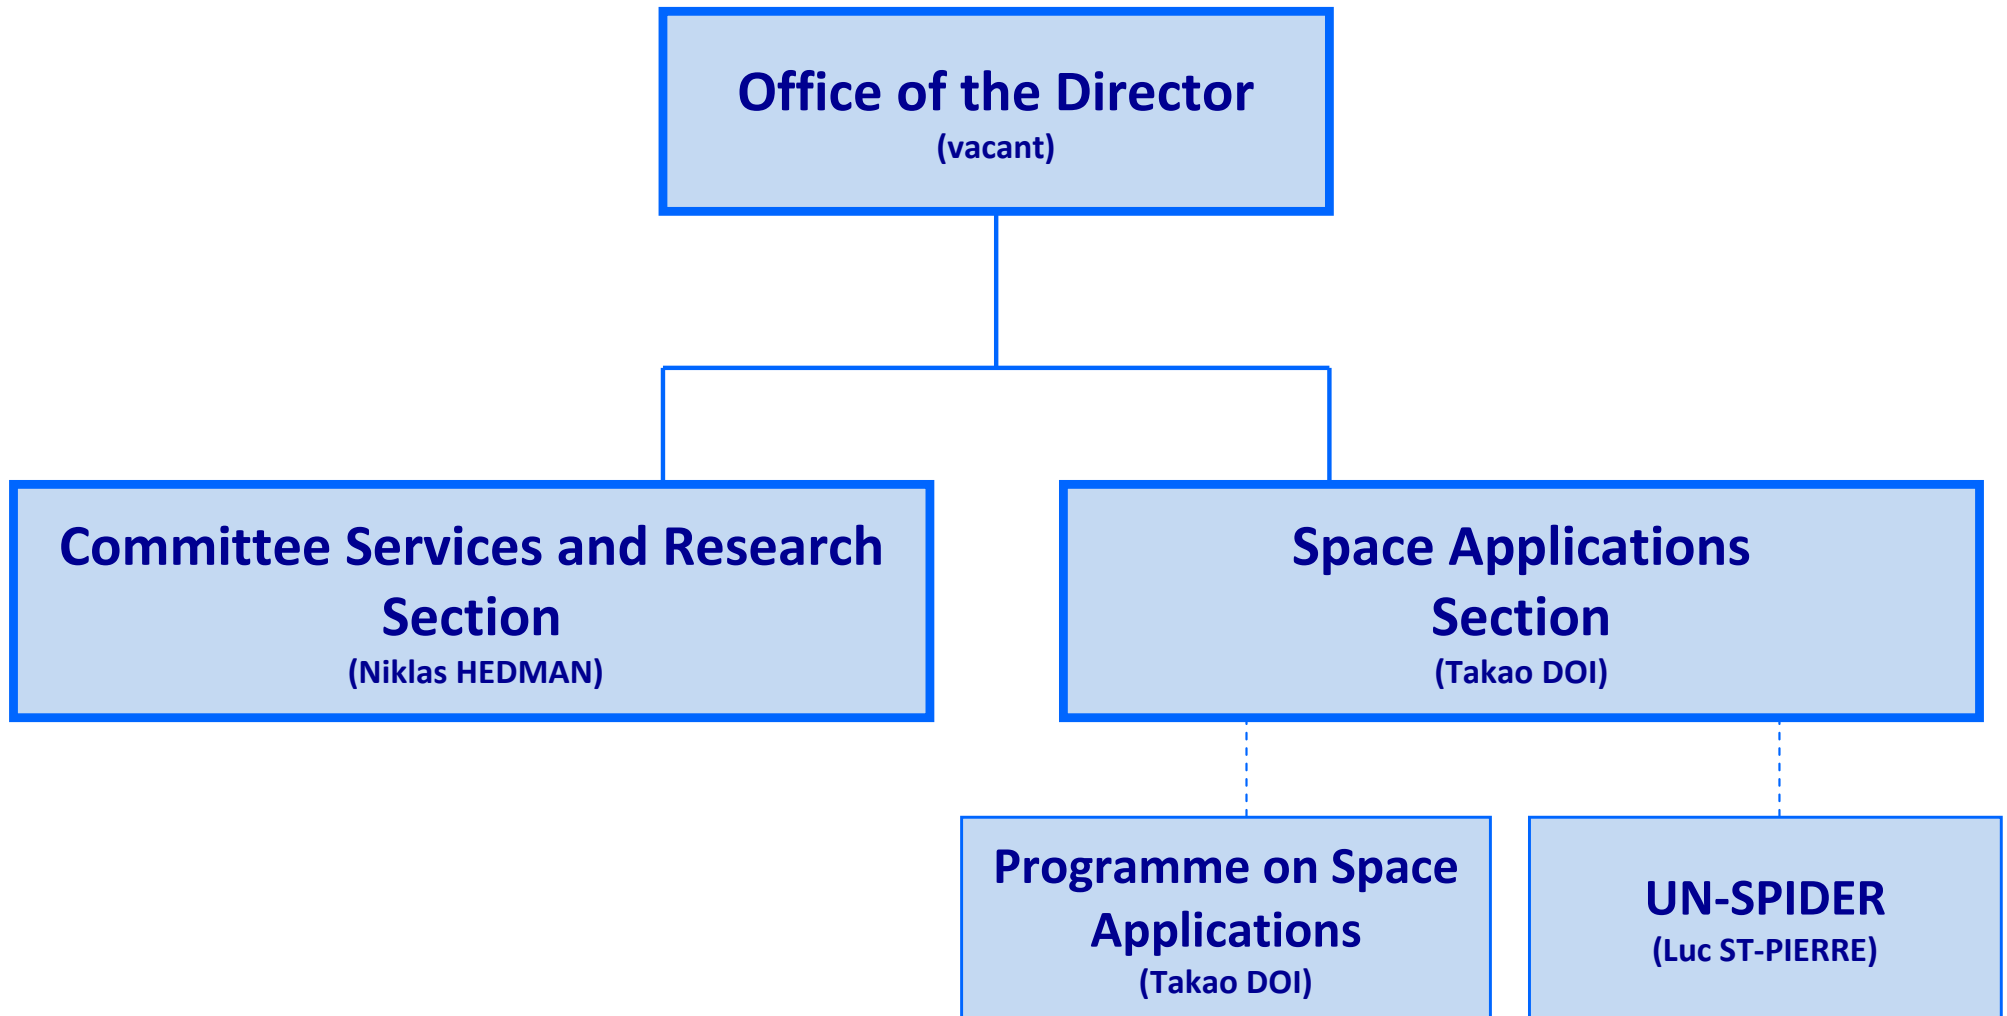 Office of the Director
(vacant)
Committee Services and Research
Section
(Niklas HEDMAN)
Space Applications
Section
(Takao DOI)
Programme on Space
Applications
(Takao DOI)
UN-SPIDER
(Luc ST-PIERRE)